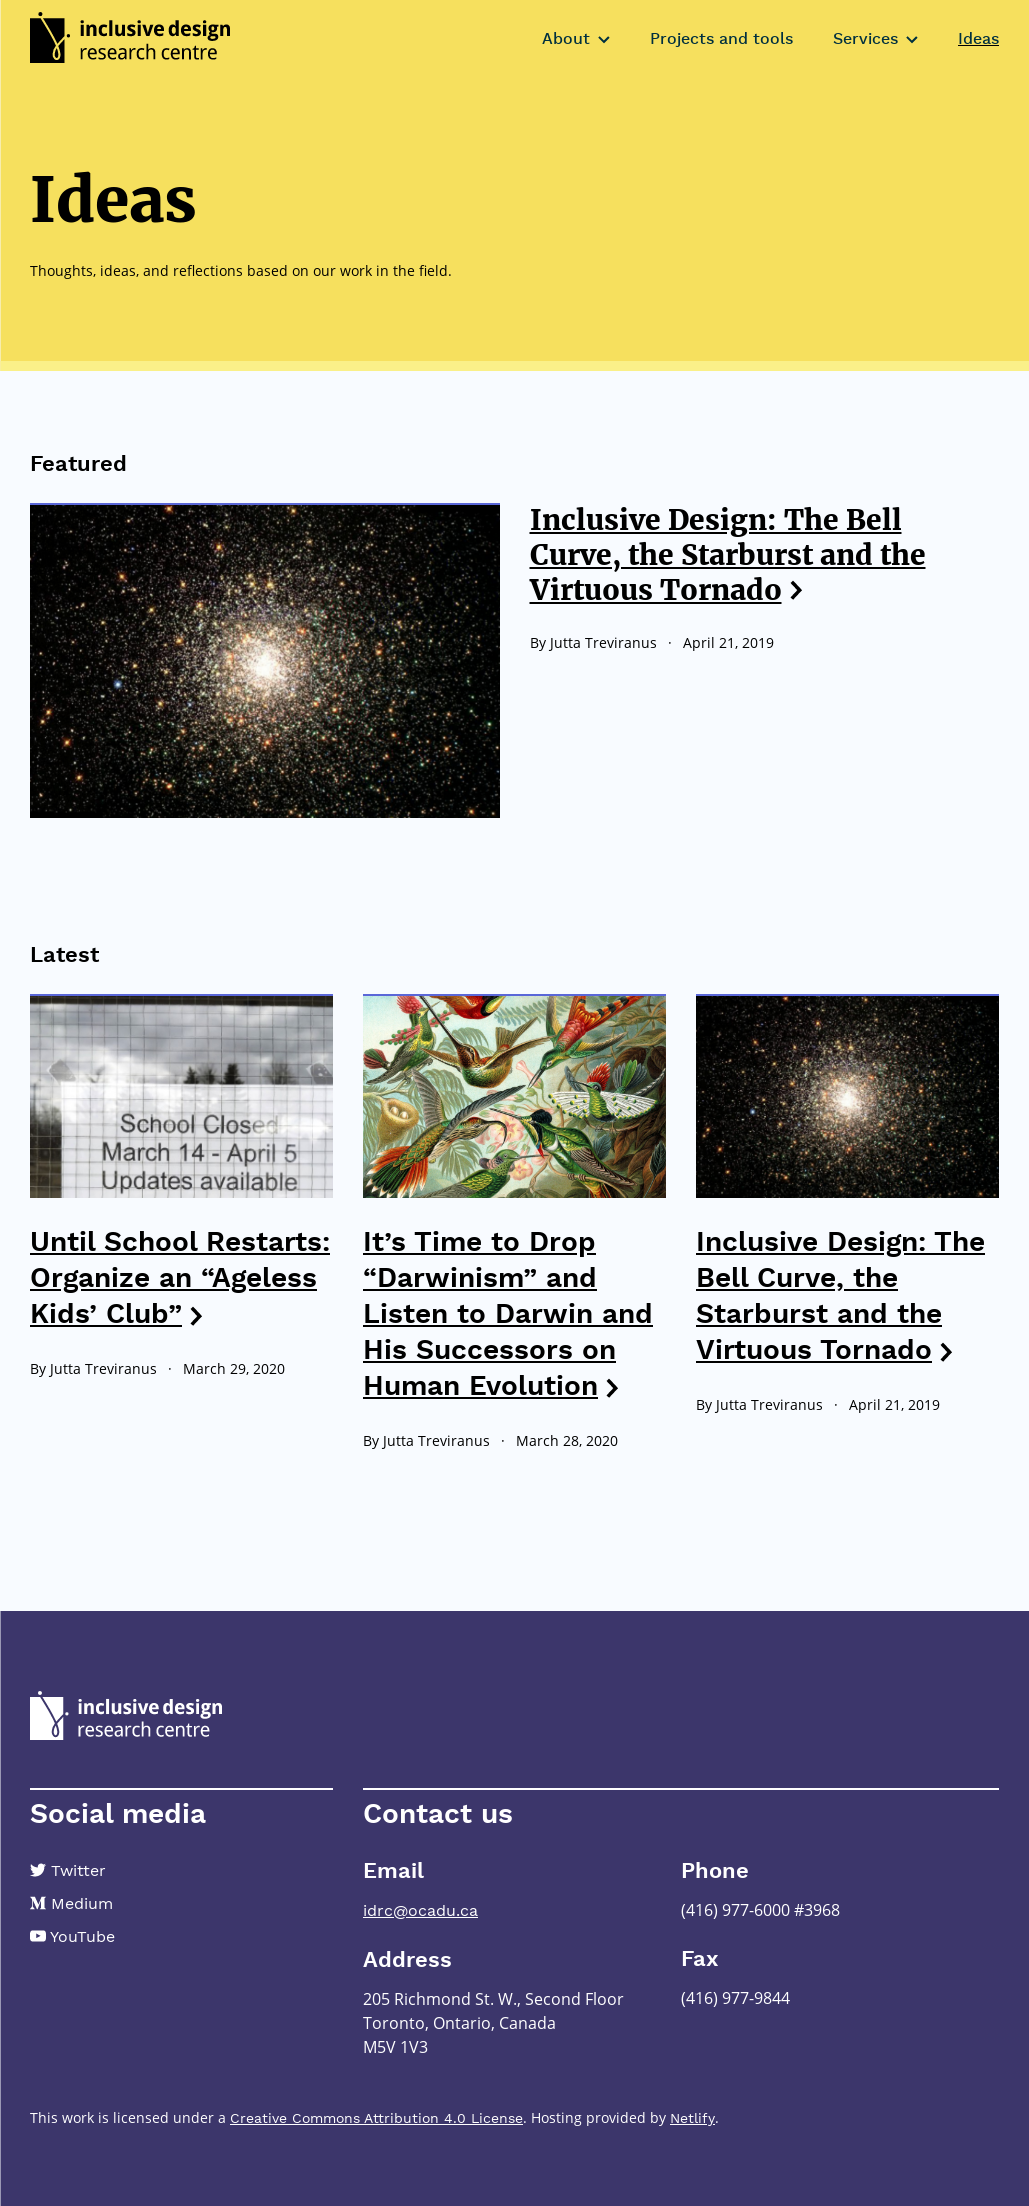 inclusive design
research centre
About
Projects and tools
Services
Ideas
Ideas
Thoughts, ideas, and reflections based on our work in the field.
Featured
Inclusive Design: The Bell
Curve, the Starburst and the
Virtuous Tornado
By Jutta Treviranus · April 21, 2019
Latest
School Closed
March 14 - April 5
Updates available
Until School Restarts:
Organize an “Ageless
Kids’ Club”
By Jutta Treviranus · March 29, 2020
It’s Time to Drop
“Darwinism” and
Listen to Darwin and
His Successors on
Human Evolution
By Jutta Treviranus · March 28, 2020
Inclusive Design: The
Bell Curve, the
Starburst and the
Virtuous Tornado
By Jutta Treviranus · April 21, 2019
inclusive design
research centre
Social media
Twitter
Medium
YouTube
Contact us
Email
idrc@ocadu.ca
Address
205 Richmond St. W., Second Floor
Toronto, Ontario, Canada
M5V 1V3
Phone
(416) 977-6000 #3968
Fax
(416) 977-9844
This work is licensed under a Creative Commons Attribution 4.0 License. Hosting provided by Netlify.